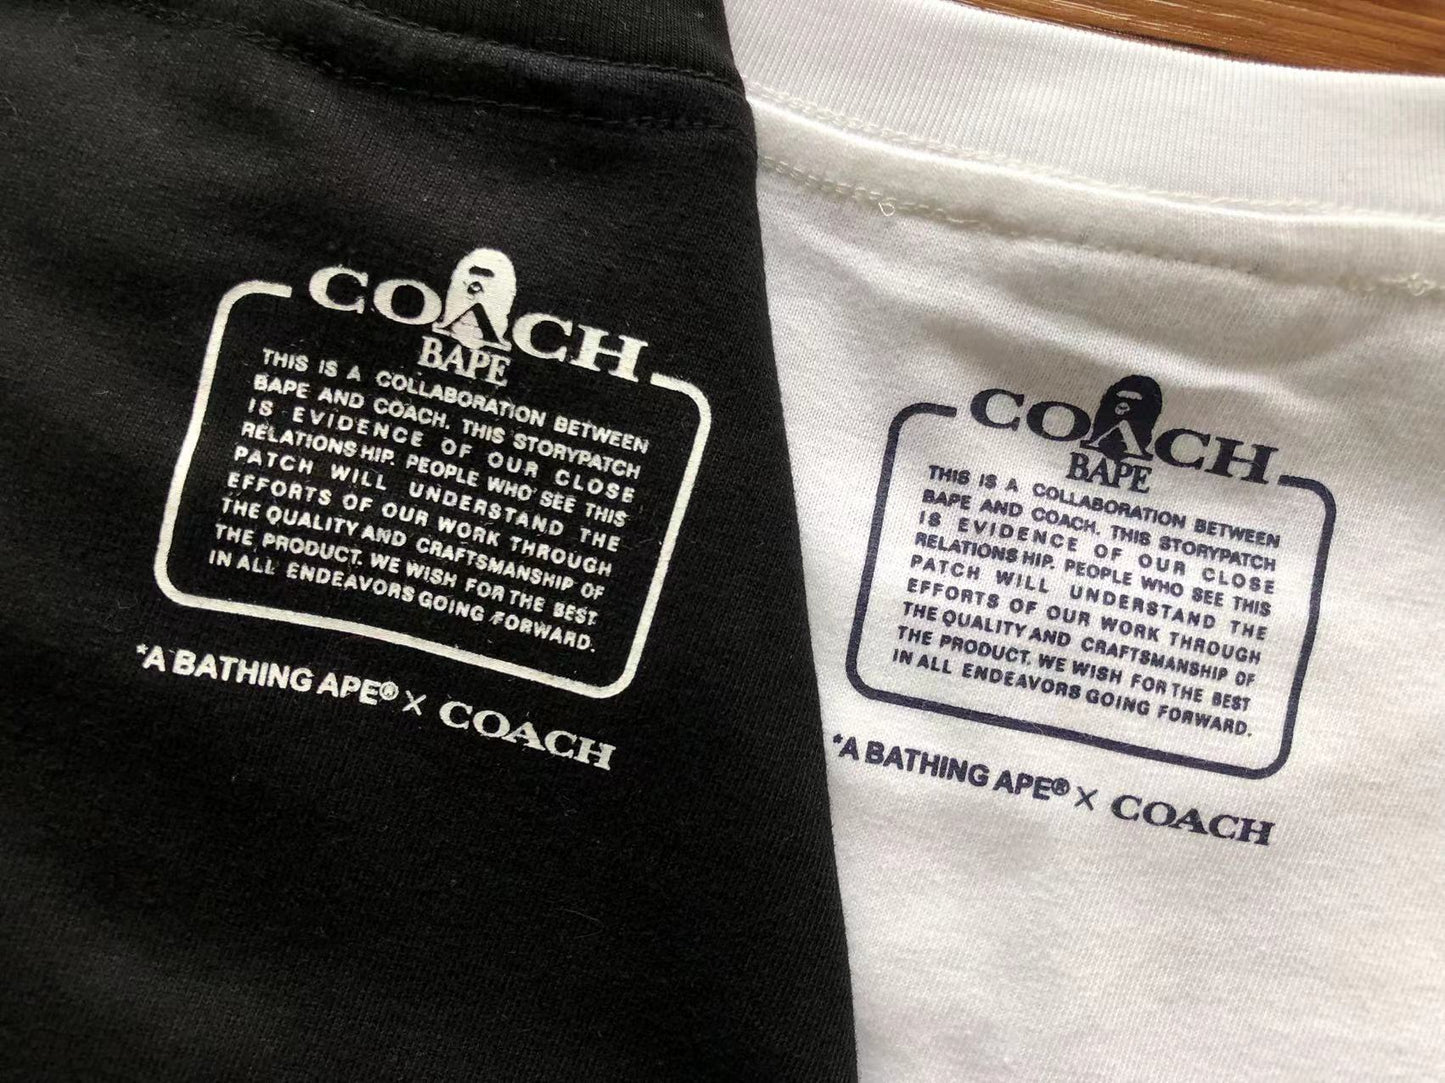 COACH
BAPE
THIS IS A COLLABORATION BETWEEN
BAPE AND COACH. THIS STORYPATCH
IS EVIDENCE OF OUR CLOSE
RELATIONSHIP. PEOPLE WHO SEE THIS
PATCH WILL UNDERSTAND THE
EFFORTS OF OUR WORK THROUGH
THE QUALITY AND CRAFTSMANSHIP OF
THE PRODUCT. WE WISH FOR THE BEST
IN ALL ENDEAVORS GOING FORWARD.
*A BATHING APE® X COACH
COACH
BAPE
THIS IS A COLLABORATION BETWEEN
BAPE AND COACH. THIS STORYPATCH
IS EVIDENCE OF OUR CLOSE
RELATIONSHIP. PEOPLE WHO SEE THIS
PATCH WILL UNDERSTAND THE
EFFORTS OF OUR WORK THROUGH
THE QUALITY AND CRAFTSMANSHIP OF
THE PRODUCT. WE WISH FOR THE BEST
IN ALL ENDEAVORS GOING FORWARD.
*A BATHING APE® X COACH